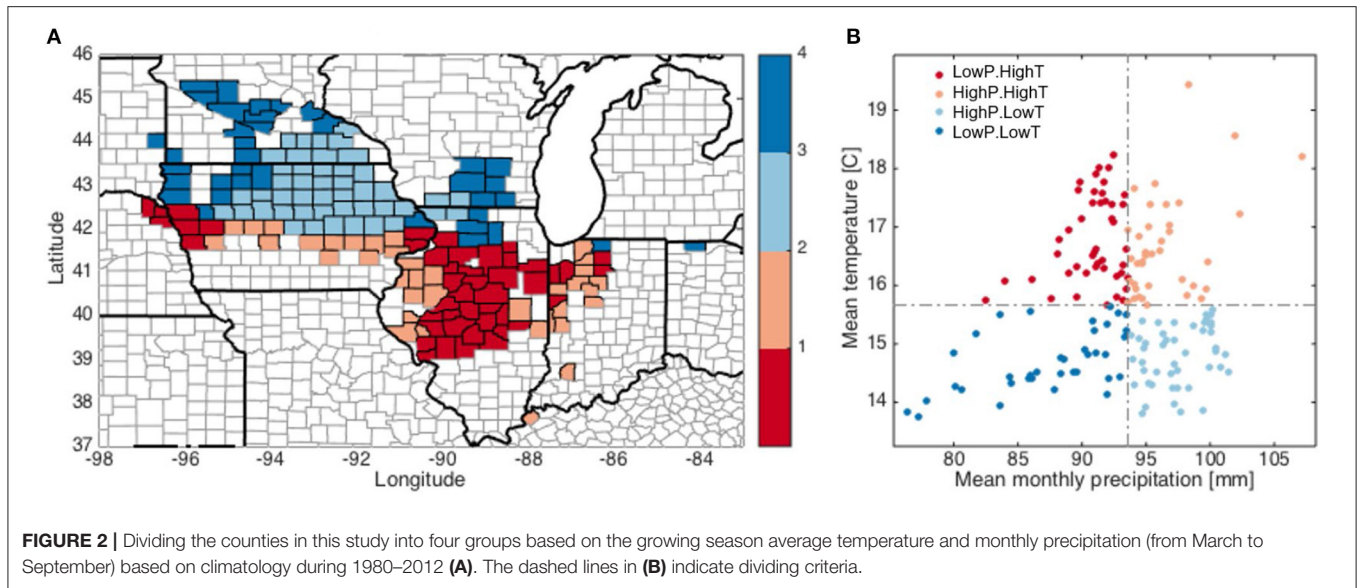 A
B
46
45
44
43
42
41
40
39
38
37
Latitude
-98
-96
-94
-92
-90
-88
-86
-84
Longitude
4
3
2
1
LowP.HighT
HighP.HighT
HighP.LowT
LowP.LowT
19
18
17
16
15
14
Mean temperature [C]
80
85
90
95
100
105
Mean monthly precipitation [mm]
FIGURE 2 | Dividing the counties in this study into four groups based on the growing season average temperature and monthly precipitation (from March to
September) based on climatology during 1980–2012 (A). The dashed lines in (B) indicate dividing criteria.